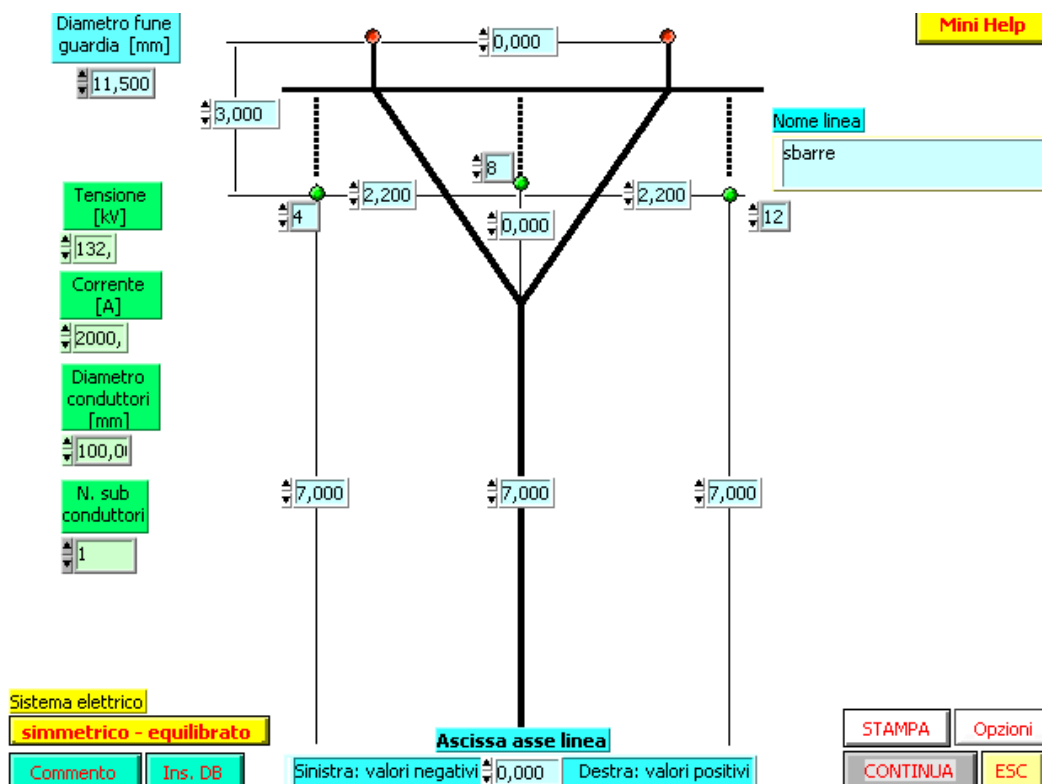 Diametro fune
guardia [mm]
11,500
0,000
Mini Help
3,000
Nome linea
sbarre
8
Tensione
[kV]
132,
4
2,200
0,000
2,200
12
Corrente
[A]
2000,
Diametro
conduttori
[mm]
100,0
7,000
7,000
7,000
N. sub
conduttori
1
Sistema elettrico
simmetrico - equilibrato
Commento
Ins. DB
Ascissa asse linea
Sinistra: valori negativi
0,000
Destra: valori positivi
STAMPA
Opzioni
CONTINUA
ESC